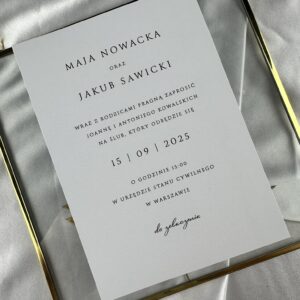 MAJA NOWACKA
ORAZ
JAKUB SAWICKI
WRAZ Z RODZICAMI PRAGNĄ ZAPROSIĆ
JOANNĘ I ANTONIEGO KOWALSKICH
NA ŚLUB, KTÓRY ODBĘDZIE SIĘ
15 | 09 | 2025
O GODZINIE 13:00
W URZĘDZIE STANU CYWILNEGO
W WARSZAWIE
do zobaczenia